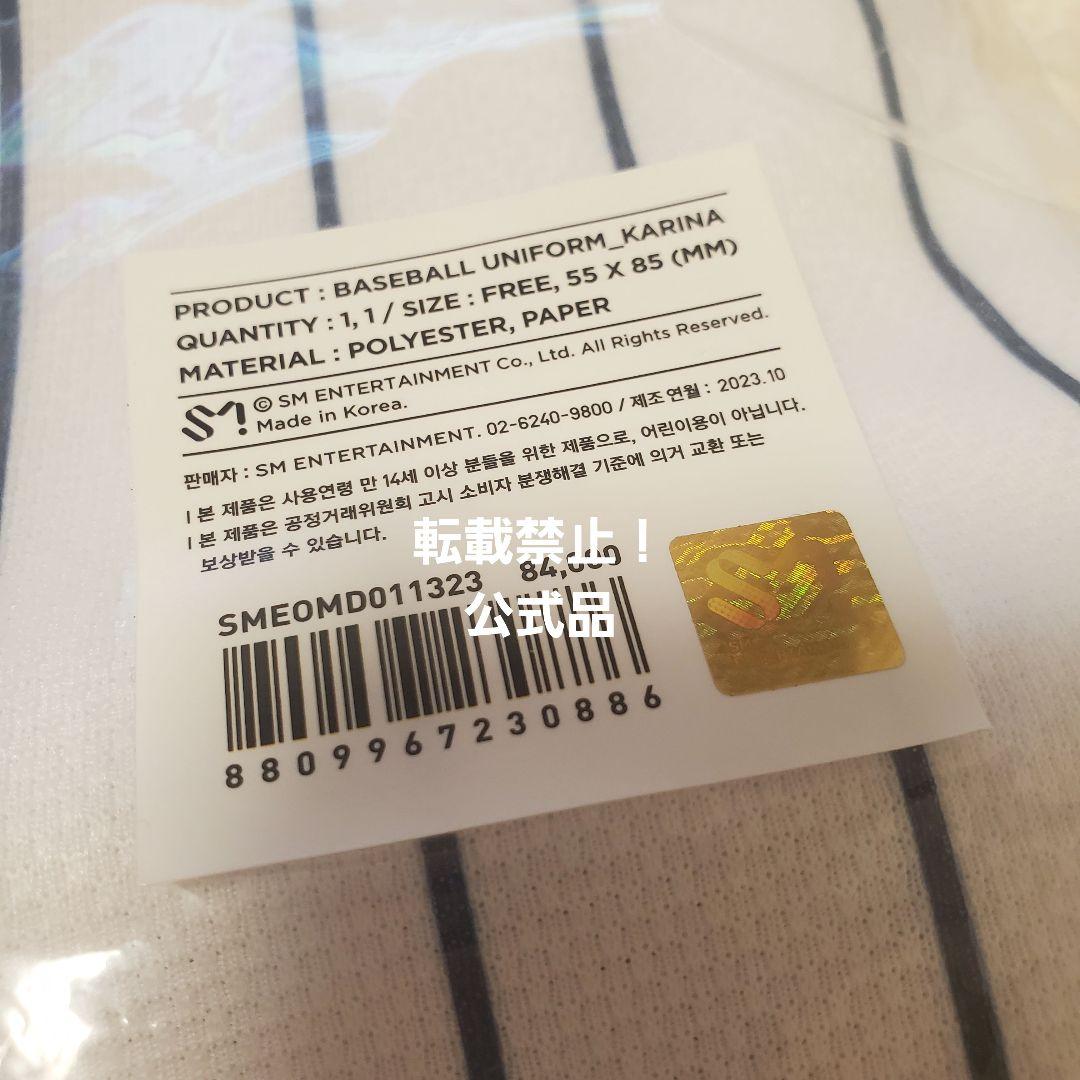 PRODUCT : BASEBALL UNIFORM_KARINA
QUANTITY : 1, 1 / SIZE : FREE, 55 X 85 (MM)
MATERIAL : POLYESTER, PAPER
SM! © SM ENTERTAINMENT Co., Ltd. All Rights Reserved.
Made in Korea.
판매자 : SM ENTERTAINMENT. 02-6240-9800 / 제조 연월 : 2023.10
| 본 제품은 사용연령 만 14세 이상 분들을 위한 제품으로, 어린이용이 아닙니다.
| 본 제품은 공정거래위원회 고시 소비자 분쟁해결 기준에 의거 교환 또는
보상받을 수 있습니다.
転載禁止！
SMEOMD011323 84,000
公式品
8809967230886